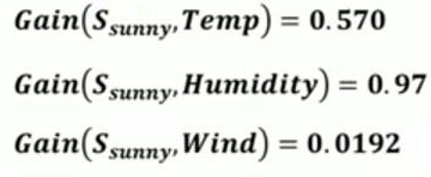 Gain(S_sunny, Temp) = 0.570
Gain(S_sunny, Humidity) = 0.97
Gain(S_sunny, Wind) = 0.0192